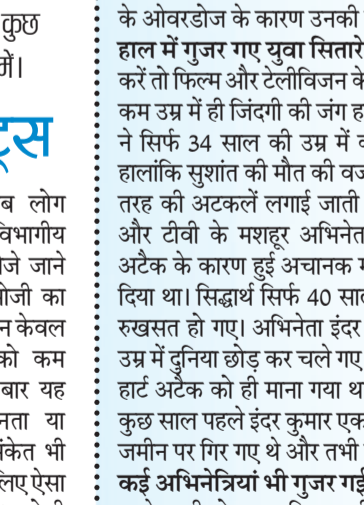 कुछ
में।
ट्स
ब लोग
विभागीय
जे जाने
ोजी का
न केवल
को कम
बार यह
नता या
ंकेत भी
लिए ऐसा
के ओवरडोज के कारण उनकी
हाल में गुजर गए युवा सितारे
करें तो फिल्म और टेलीविजन के
कम उम्र में ही जिंदगी की जंग ह
ने सिर्फ 34 साल की उम्र में
हालांकि सुशांत की मौत की वज
तरह की अटकलें लगाई जाती
और टीवी के मशहूर अभिनेत
अटैक के कारण हुई अचानक
दिया था। सिद्धार्थ सिर्फ 40 सा
रुखसत हो गए। अभिनेता इंदर
उम्र में दुनिया छोड़ कर चले गए
हार्ट अटैक को ही माना गया थ
कुछ साल पहले इंदर कुमार एक
जमीन पर गिर गए थे और तभी
कई अभिनेत्रियां भी गुजर गई